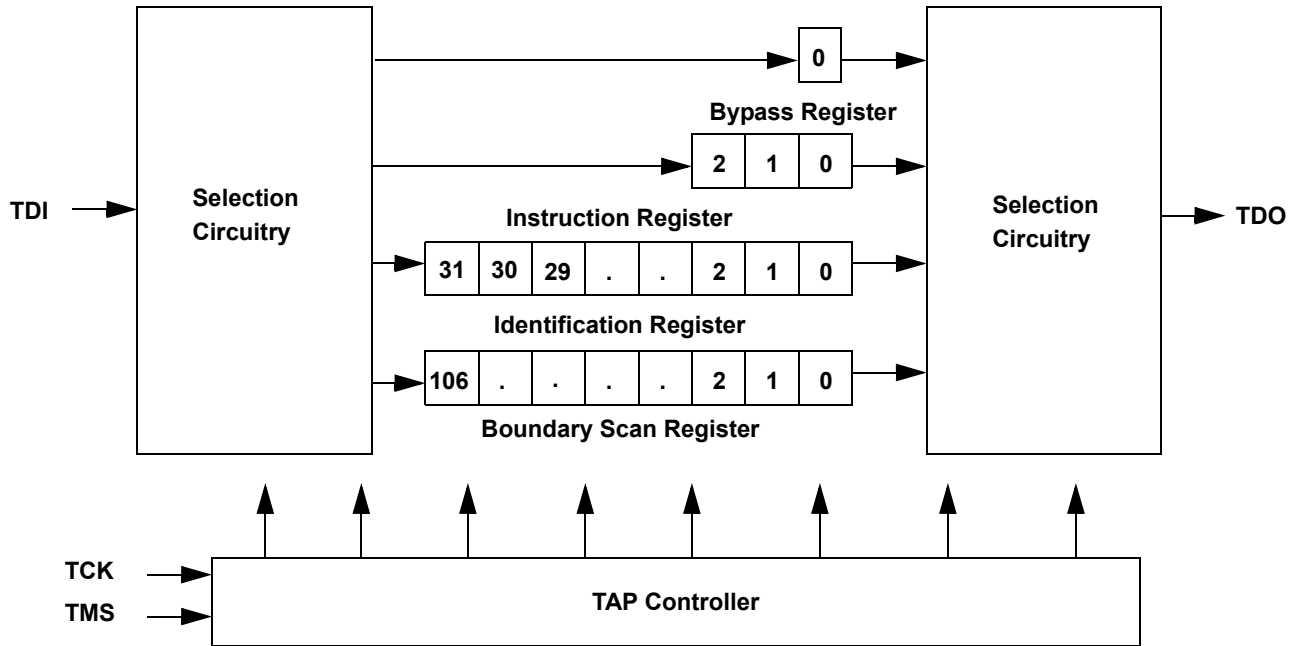 0
Bypass Register
2 1 0
Selection
Circuitry
Selection
Circuitry
TDI
TDO
Instruction Register
31 30 29 . . 2 1 0
Identification Register
106 . . . . 2 1 0
Boundary Scan Register
TCK
TMS
TAP Controller